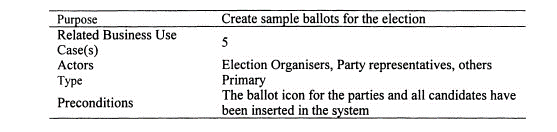 Purpose Create sample ballots for the election
Related Business Use
Case(s) 5
Actors Election Organisers, Party representatives, others
Type Primary
Preconditions The ballot icon for the parties and all candidates have
been inserted in the system